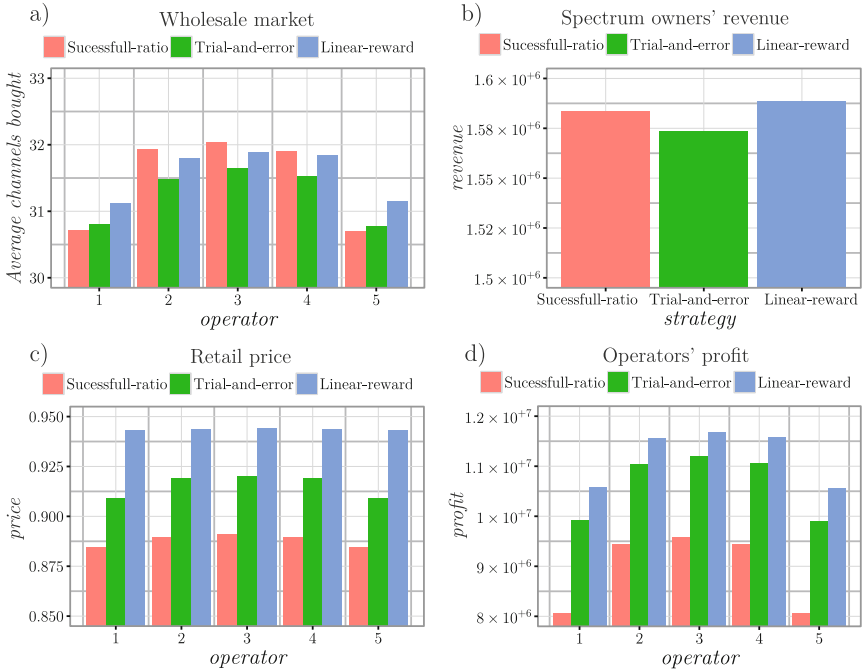 a)
Wholesale market
Sucessfull-ratio Trial-and-error Linear-reward
Average channels bought
33
32
31
30
1 2 3 4 5
operator
b)
Spectrum owners' revenue
Sucessfull-ratio Trial-and-error Linear-reward
revenue
1.6 × 10^{+6}
1.58 × 10^{+6}
1.55 × 10^{+6}
1.52 × 10^{+6}
1.5 × 10^{+6}
Sucessfull-ratio Trial-and-error Linear-reward
strategy
c)
Retail price
Sucessfull-ratio Trial-and-error Linear-reward
price
0.950
0.925
0.900
0.875
0.850
1 2 3 4 5
operator
d)
Operators' profit
Sucessfull-ratio Trial-and-error Linear-reward
profit
1.2 × 10^{+7}
1.1 × 10^{+7}
1 × 10^{+7}
9 × 10^{+6}
8 × 10^{+6}
1 2 3 4 5
operator